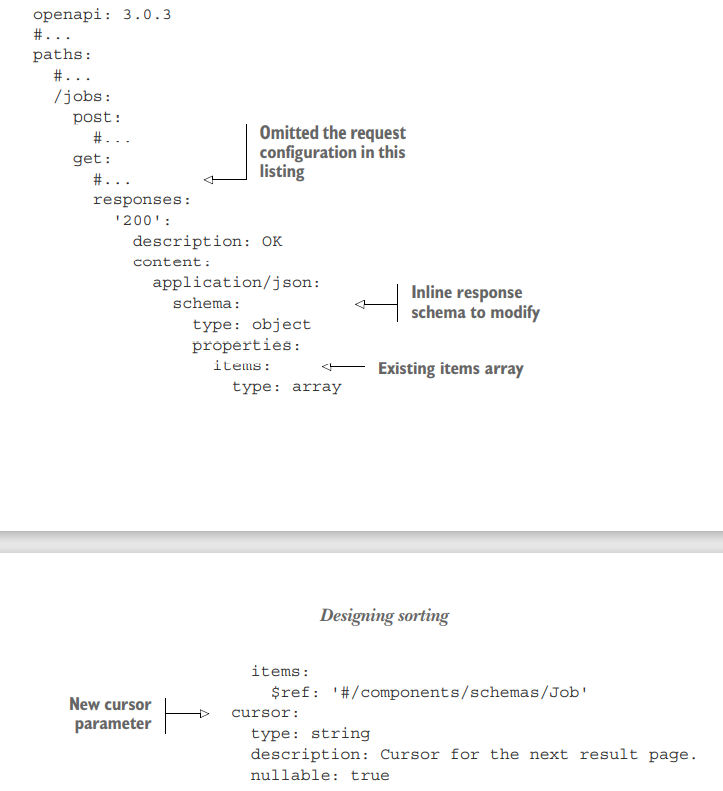 openapi: 3.0.3
#...
paths:
  #...
  /jobs:
    post:
      #...
    get:
      #...
      responses:
        '200':
          description: OK
          content:
            application/json:
              schema:
                type: object
                properties:
                  items:
                    type: array
Omitted the request
configuration in this
listing
Inline response
schema to modify
Existing items array
Designing sorting
                    items:
                      $ref: '#/components/schemas/Job'
                  cursor:
                    type: string
                    description: Cursor for the next result page.
                    nullable: true
New cursor
parameter